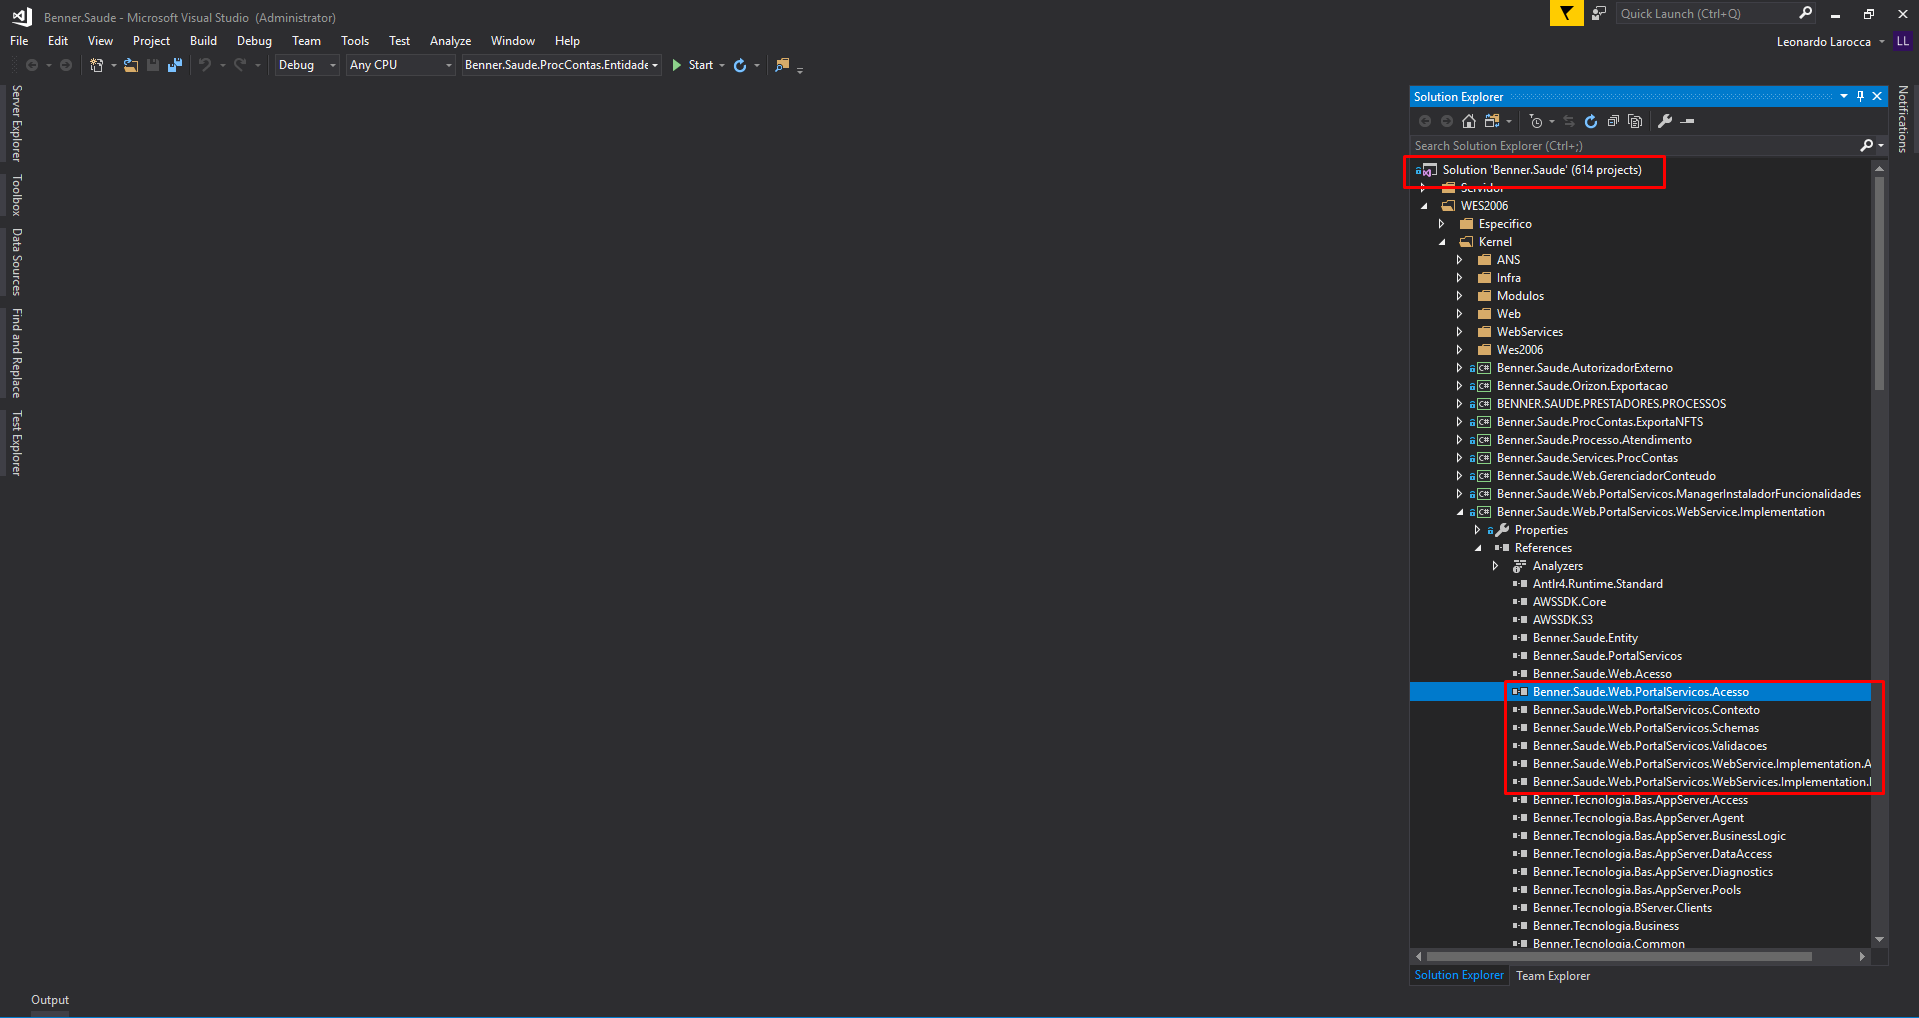 Benner.Saude - Microsoft Visual Studio (Administrator)
Quick Launch (Ctrl+Q)
File Edit View Project Build Debug Team Tools Test Analyze Window Help
Leonardo Larocca LL
Debug Any CPU Benner.Saude.ProcContas.Entidade Start
Server Explorer
Toolbox
Data Sources
Find and Replace
Test Explorer
Notifications
Solution Explorer
Search Solution Explorer (Ctrl+;)
Solution 'Benner.Saude' (614 projects)
Servidor
WES2006
Especifico
Kernel
ANS
Infra
Modulos
Web
WebServices
Wes2006
C# Benner.Saude.AutorizadorExterno
C# Benner.Saude.Orizon.Exportacao
C# BENNER.SAUDE.PRESTADORES.PROCESSOS
C# Benner.Saude.ProcContas.ExportaNFTS
C# Benner.Saude.Processo.Atendimento
C# Benner.Saude.Services.ProcContas
C# Benner.Saude.Web.GerenciadorConteudo
C# Benner.Saude.Web.PortalServicos.ManagerInstaladorFuncionalidades
C# Benner.Saude.Web.PortalServicos.WebService.Implementation
Properties
References
Analyzers
Antlr4.Runtime.Standard
AWSSDK.Core
AWSSDK.S3
Benner.Saude.Entity
Benner.Saude.PortalServicos
Benner.Saude.Web.Acesso
Benner.Saude.Web.PortalServicos.Acesso
Benner.Saude.Web.PortalServicos.Contexto
Benner.Saude.Web.PortalServicos.Schemas
Benner.Saude.Web.PortalServicos.Validacoes
Benner.Saude.Web.PortalServicos.WebService.Implementation.A
Benner.Saude.Web.PortalServicos.WebServices.Implementation.
Benner.Tecnologia.Bas.AppServer.Access
Benner.Tecnologia.Bas.AppServer.Agent
Benner.Tecnologia.Bas.AppServer.BusinessLogic
Benner.Tecnologia.Bas.AppServer.DataAccess
Benner.Tecnologia.Bas.AppServer.Diagnostics
Benner.Tecnologia.Bas.AppServer.Pools
Benner.Tecnologia.BServer.Clients
Benner.Tecnologia.Business
Benner.Tecnologia.Common
Solution Explorer Team Explorer
Output